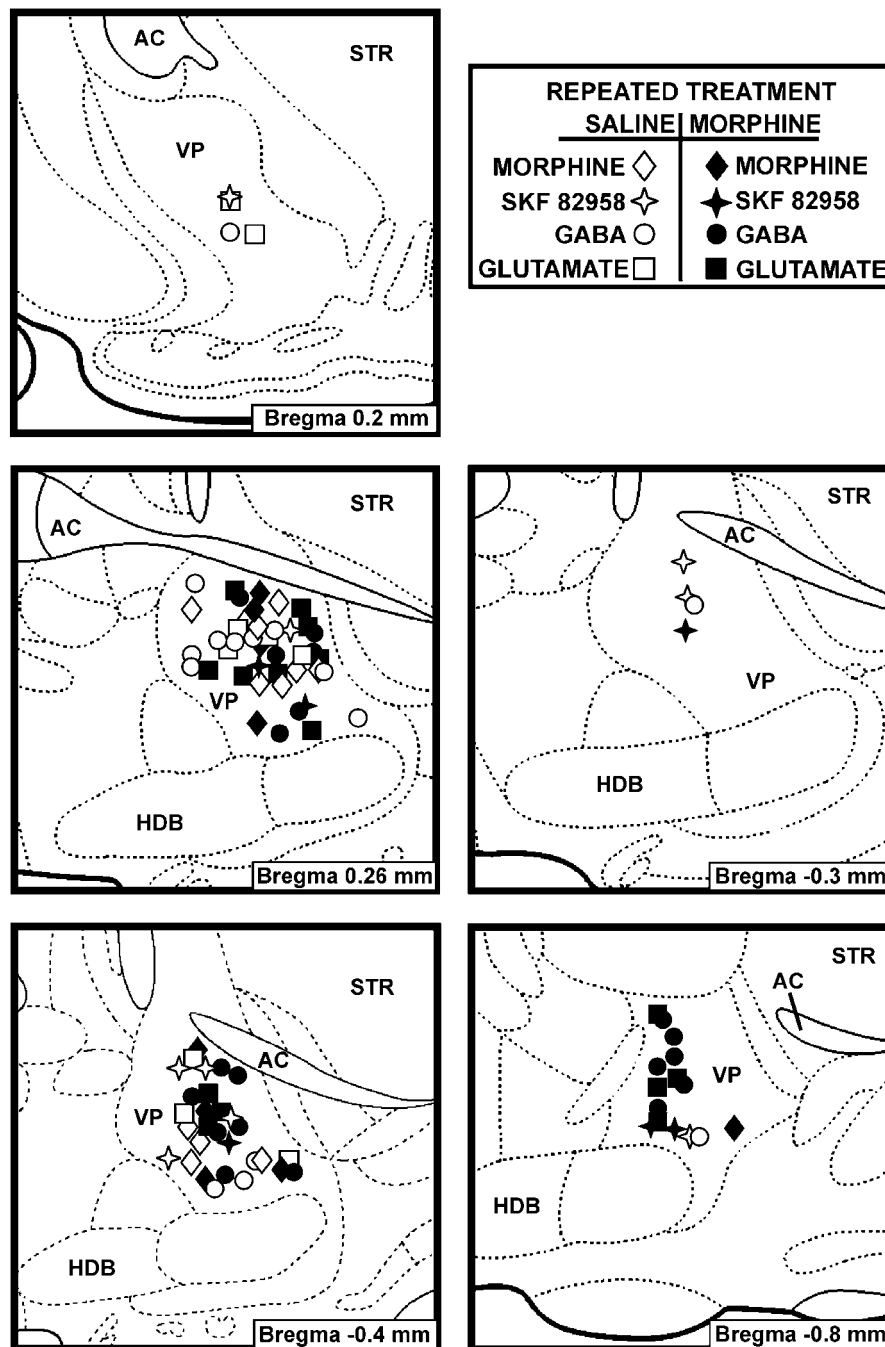 AC
STR
VP
Bregma 0.2 mm
REPEATED TREATMENT
SALINE MORPHINE
MORPHINE MORPHINE
SKF 82958 SKF 82958
GABA GABA
GLUTAMATE GLUTAMATE
STR
AC
VP
HDB
Bregma 0.26 mm
STR
AC
VP
HDB
Bregma -0.3 mm
STR
AC
VP
HDB
Bregma -0.4 mm
STR
AC
VP
HDB
Bregma -0.8 mm